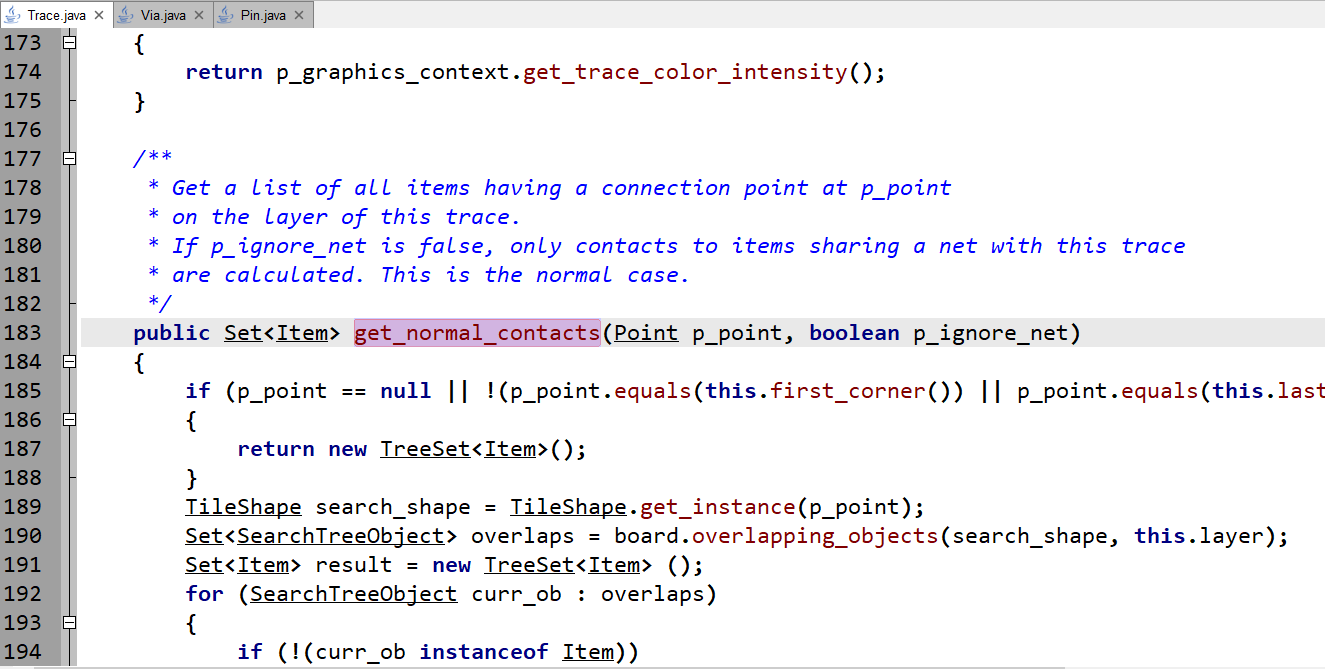 Trace.java × Via.java × Pin.java ×
173 {
174 return p_graphics_context.get_trace_color_intensity();
175 }
176
177 /**
178 * Get a list of all items having a connection point at p_point
179 * on the layer of this trace.
180 * If p_ignore_net is false, only contacts to items sharing a net with this trace
181 * are calculated. This is the normal case.
182 */
183 public Set<Item> get_normal_contacts(Point p_point, boolean p_ignore_net)
184 {
185 if (p_point == null || !(p_point.equals(this.first_corner()) || p_point.equals(this.last
186 {
187 return new TreeSet<Item>();
188 }
189 TileShape search_shape = TileShape.get_instance(p_point);
190 Set<SearchTreeObject> overlaps = board.overlapping_objects(search_shape, this.layer);
191 Set<Item> result = new TreeSet<Item> ();
192 for (SearchTreeObject curr_ob : overlaps)
193 {
194 if (!(curr_ob instanceof Item))